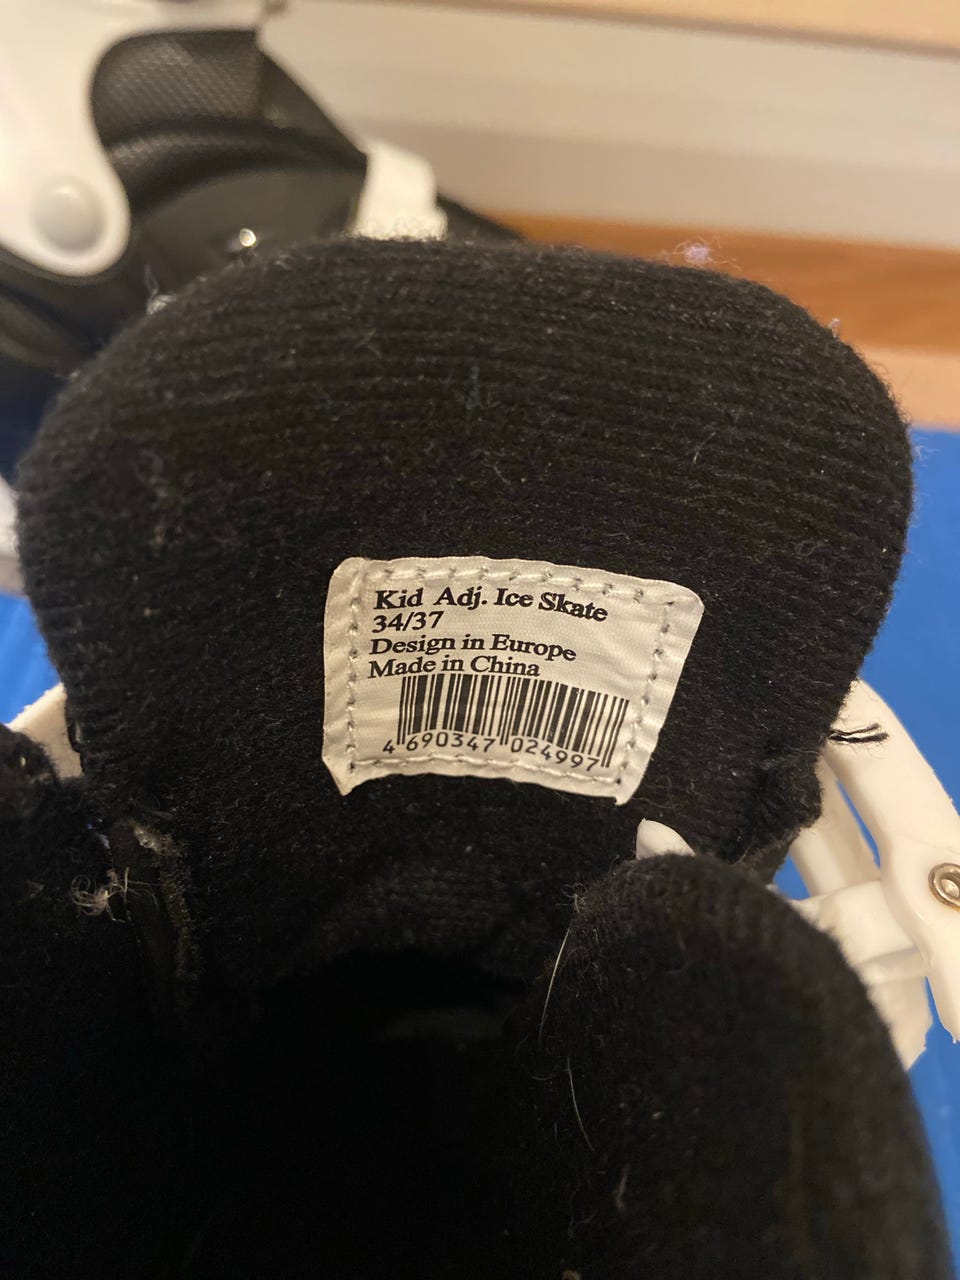 Kid Adj. Ice Skate
34/37
Design in Europe
Made in China
4 690347 024997